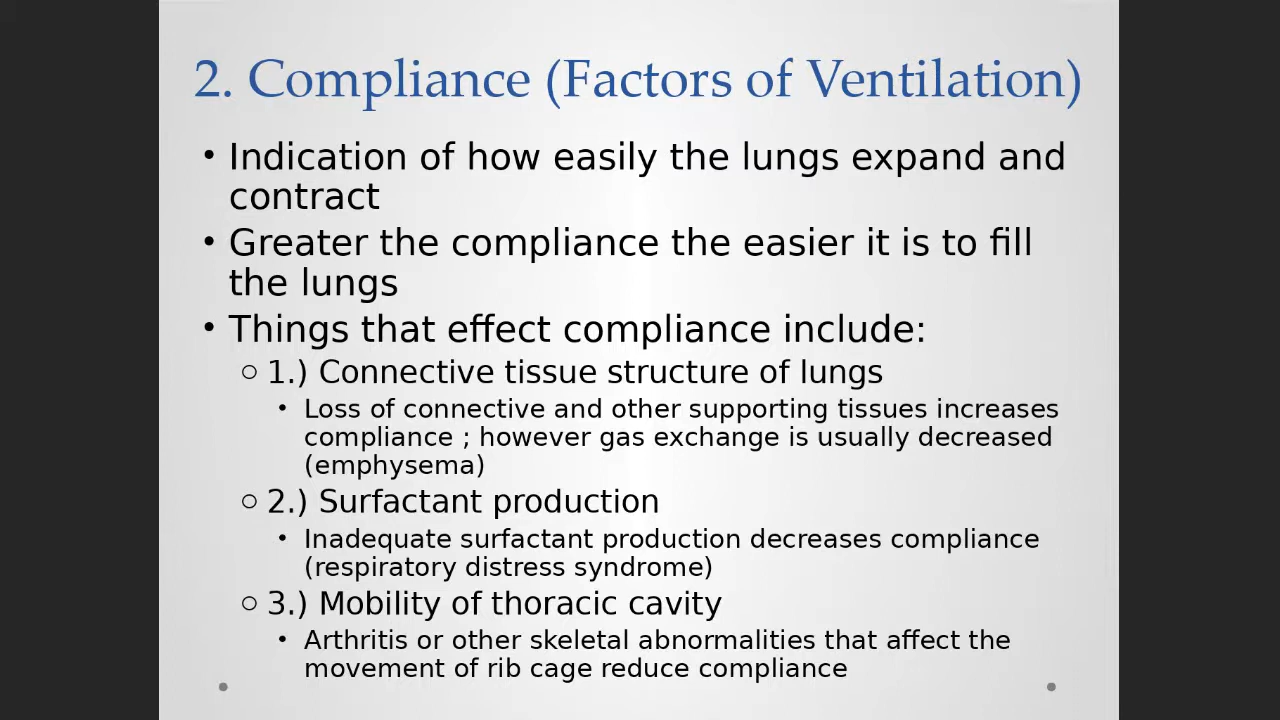 2. Compliance (Factors of Ventilation)
• Indication of how easily the lungs expand and
contract
• Greater the compliance the easier it is to fill
the lungs
• Things that effect compliance include:
○ 1.) Connective tissue structure of lungs
• Loss of connective and other supporting tissues increases
compliance ; however gas exchange is usually decreased
(emphysema)
○ 2.) Surfactant production
• Inadequate surfactant production decreases compliance
(respiratory distress syndrome)
○ 3.) Mobility of thoracic cavity
• Arthritis or other skeletal abnormalities that affect the
movement of rib cage reduce compliance